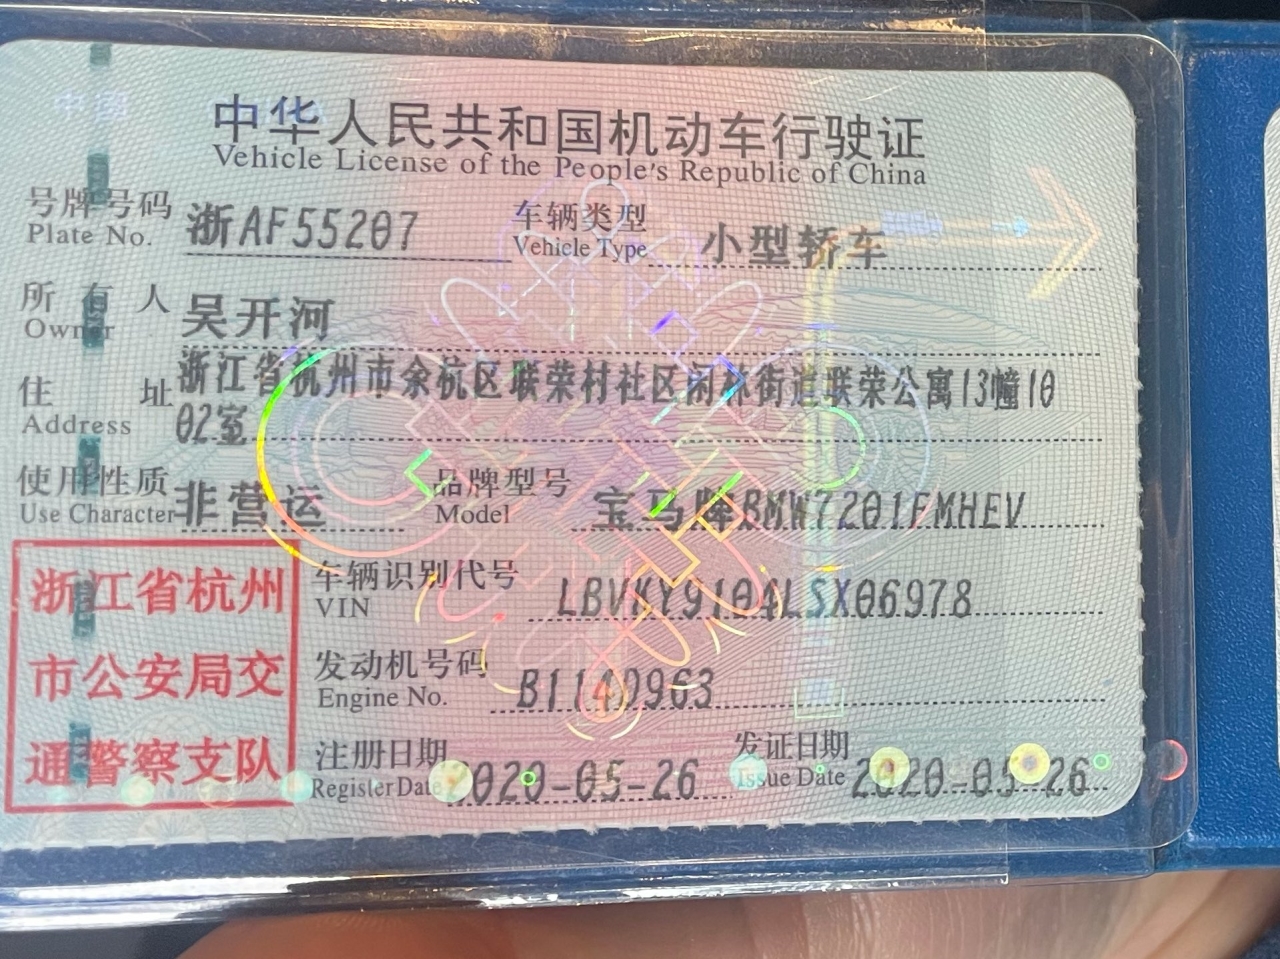 中华人民共和国机动车行驶证
Vehicle License of the People's Republic of China
号牌号码 浙AF55207 车辆类型 小型轿车
Plate No. Vehicle Type
所有人 吴开河
Owner
住址 浙江省杭州市余杭区联荣村社区闲林街道联荣公寓13幢10
Address 02室
使用性质 非营运 品牌型号 宝马牌BMW7201FMHEV
Use Character Model
浙江省杭州
市公安局交
通警察支队
车辆识别代号 LBVKY9104LSX06978
VIN
发动机号码 B1140963
Engine No.
注册日期 2020-05-26 发证日期 2020-05-26
Register Date Issue Date